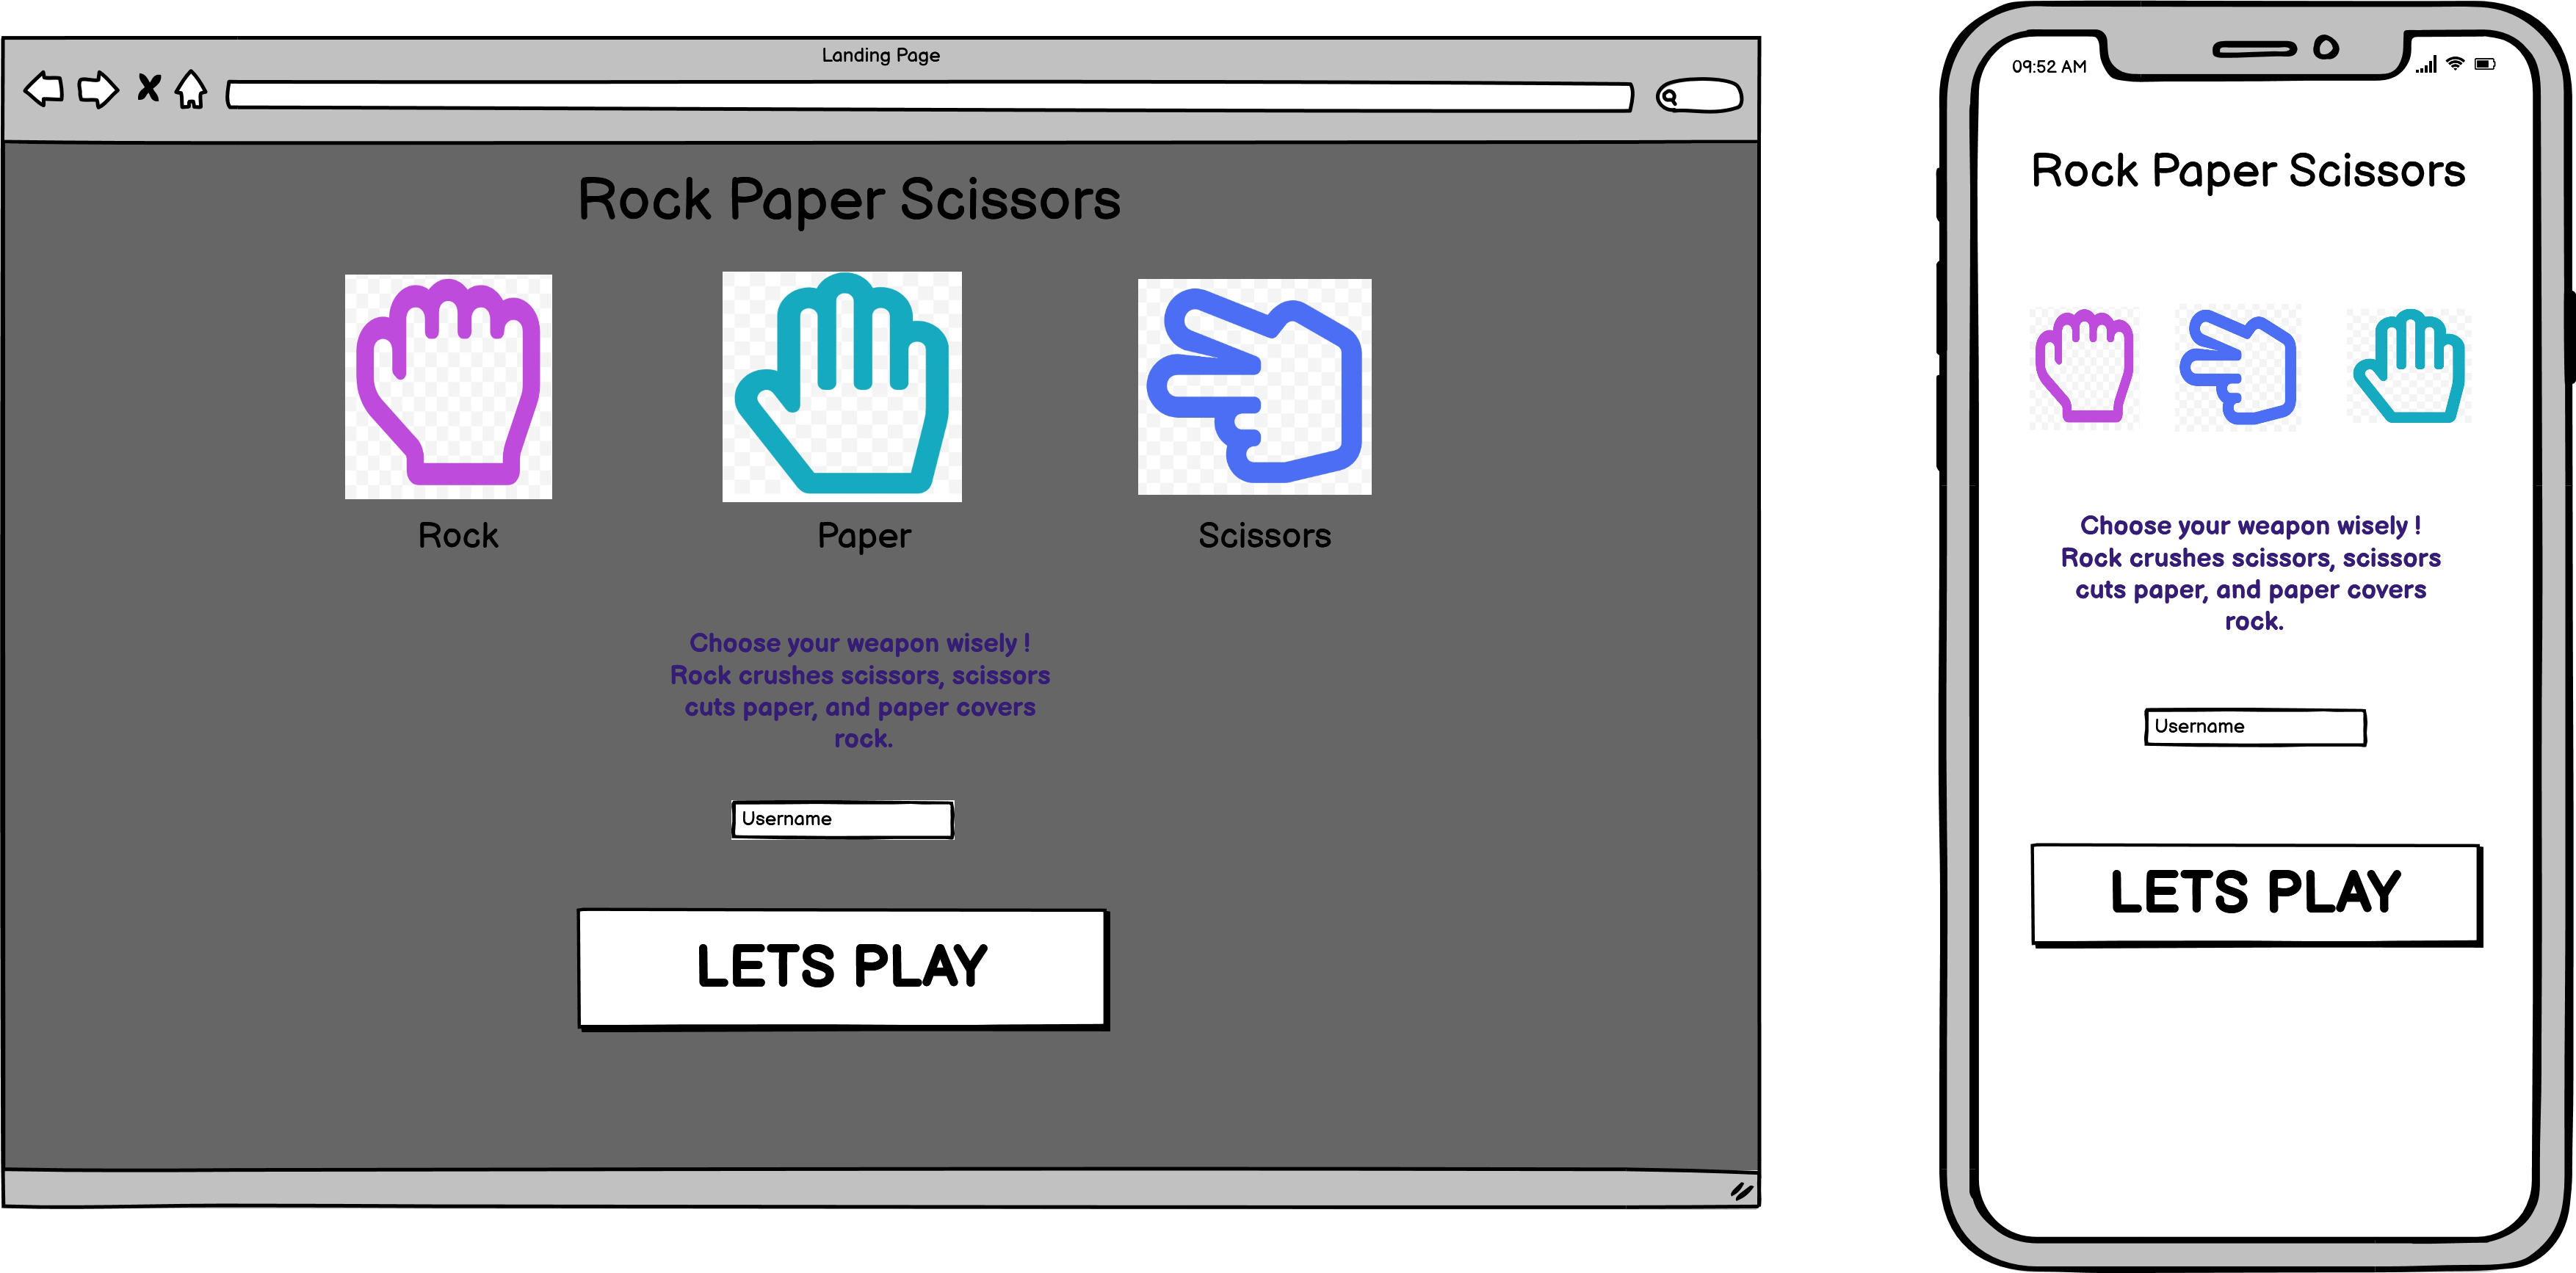 Landing Page
Rock Paper Scissors
Rock
Paper
Scissors
Choose your weapon wisely !
Rock crushes scissors, scissors
cuts paper, and paper covers
rock.
Username
LETS PLAY
09:52 AM
Rock Paper Scissors
Choose your weapon wisely !
Rock crushes scissors, scissors
cuts paper, and paper covers
rock.
Username
LETS PLAY